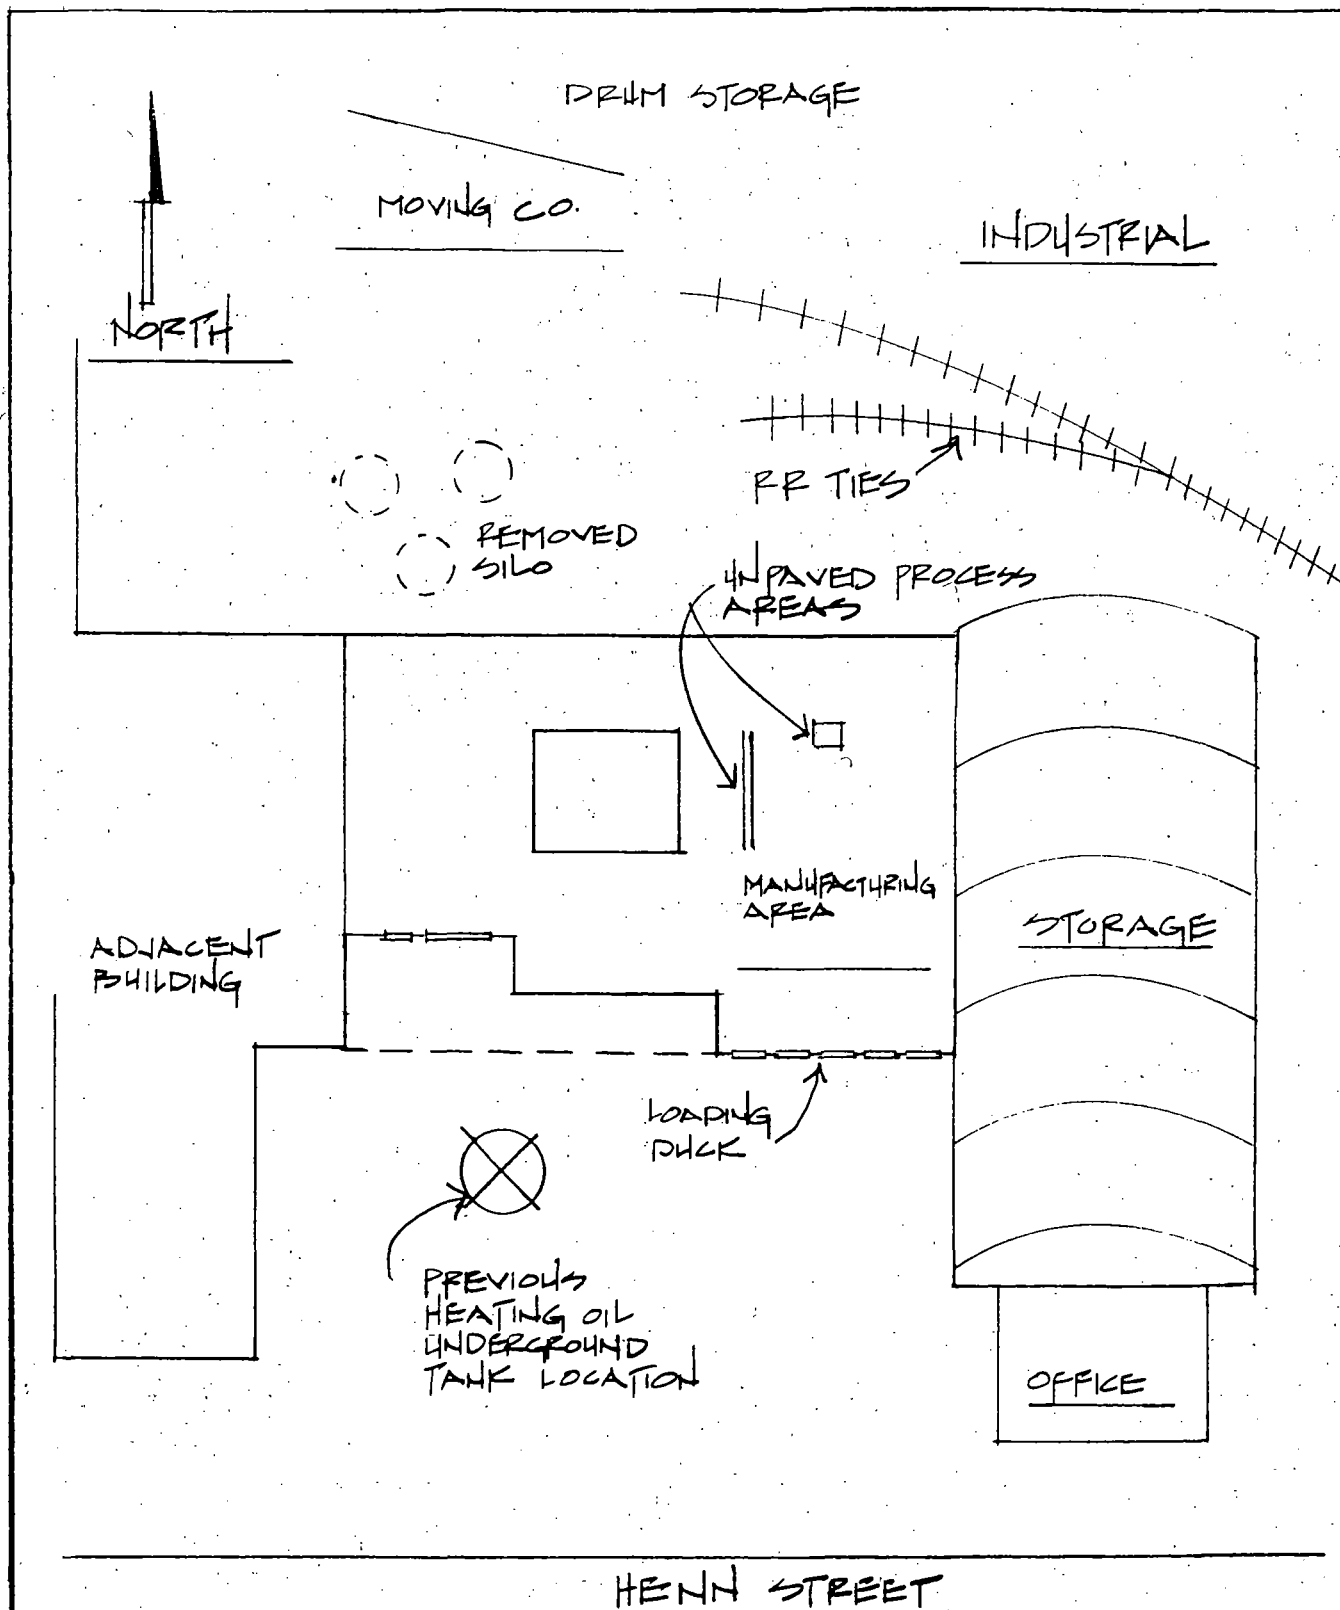 DRUM STORAGE
MOVING CO.
INDUSTRIAL
NORTH
RR TIES
REMOVED
SILO
UNPAVED PROCESS
AREAS
MANUFACTURING
AREA
STORAGE
ADJACENT
BUILDING
LOADING
DUCK
PREVIOUS
HEATING OIL
UNDERGROUND
TANK LOCATION
OFFICE
HENN STREET